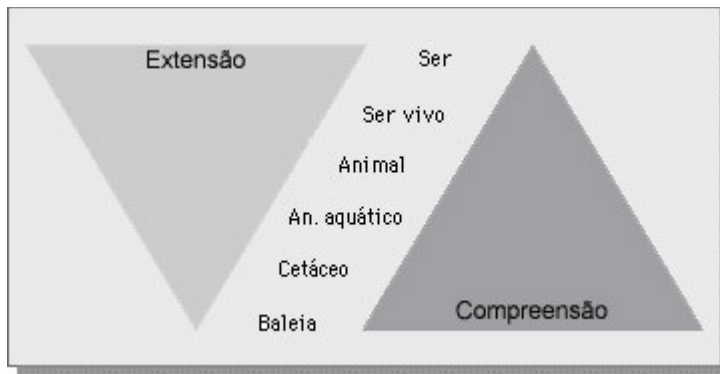 Extensão
Ser
Ser vivo
Animal
An. aquático
Cetáceo
Baleia
Compreensão